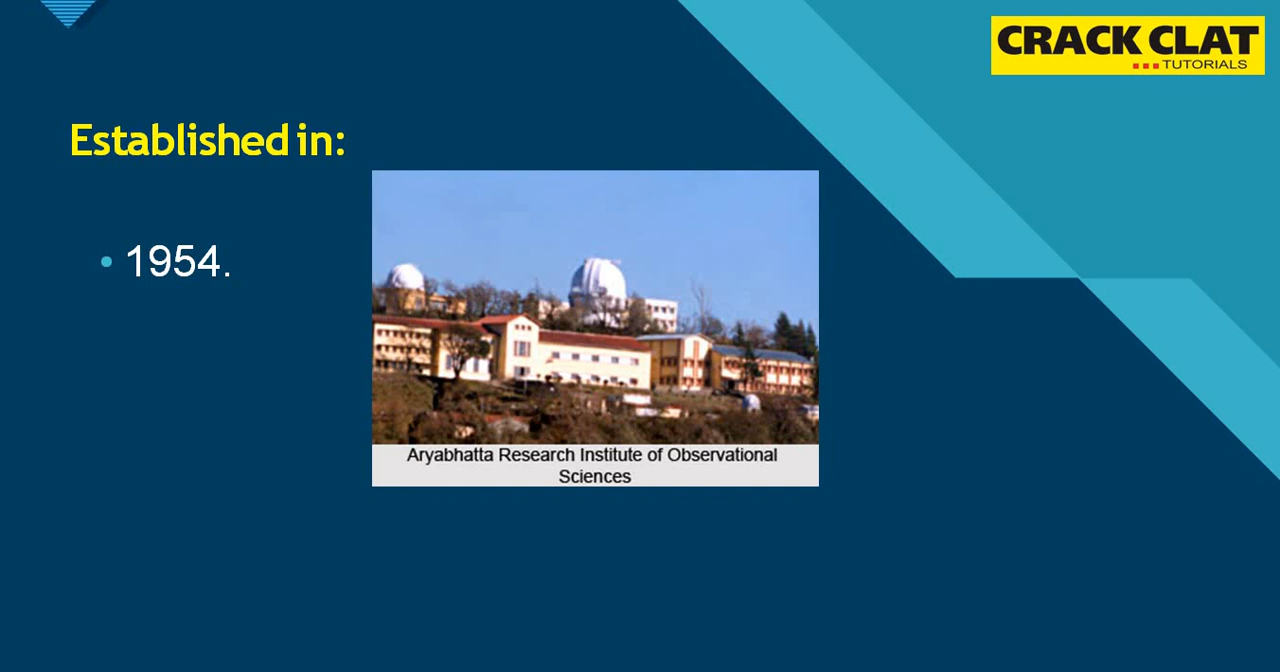 CRACK CLAT
TUTORIALS
Established in:
• 1954.
Aryabhatta Research Institute of Observational
Sciences